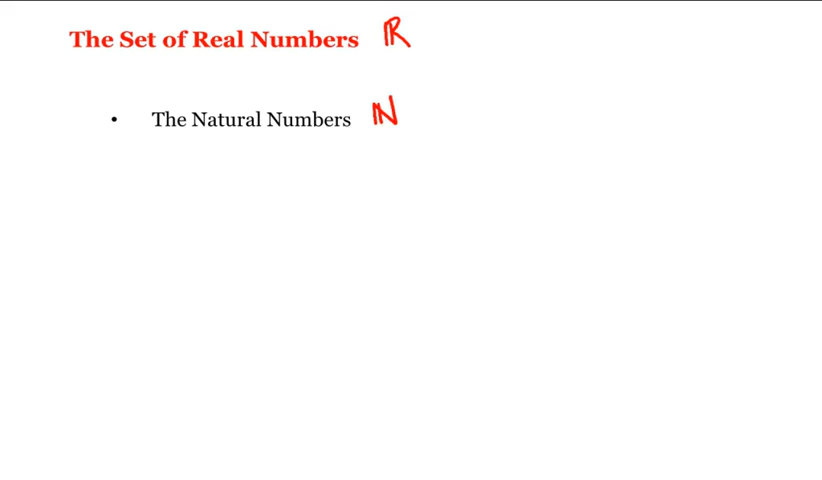 The Set of Real Numbers ℝ
• The Natural Numbers ℕ